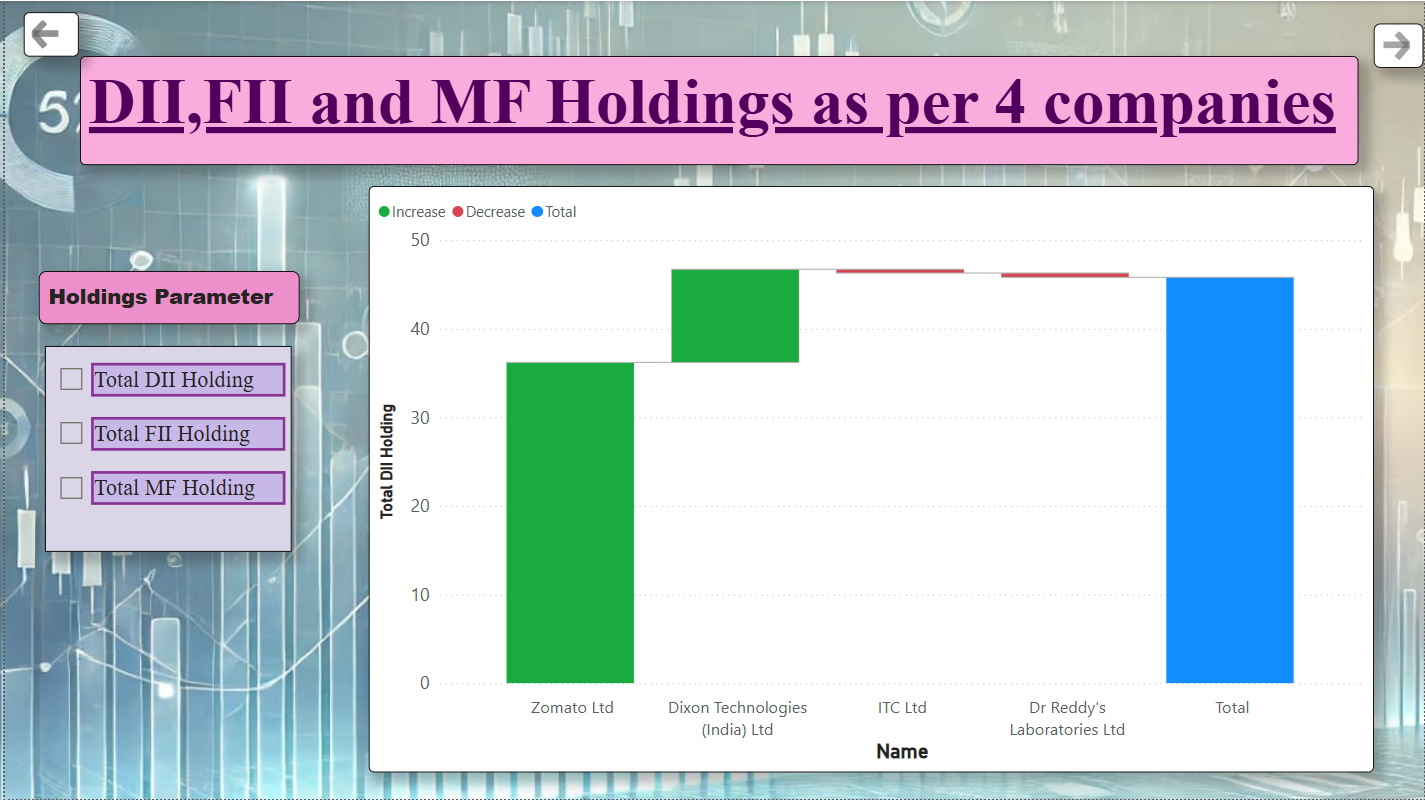 DII,FII and MF Holdings as per 4 companies
Holdings Parameter
Total DII Holding
Total FII Holding
Total MF Holding
Increase Decrease Total
50
40
30
20
10
0
Total DII Holding
Zomato Ltd
Dixon Technologies
(India) Ltd
ITC Ltd
Dr Reddy's
Laboratories Ltd
Total
Name